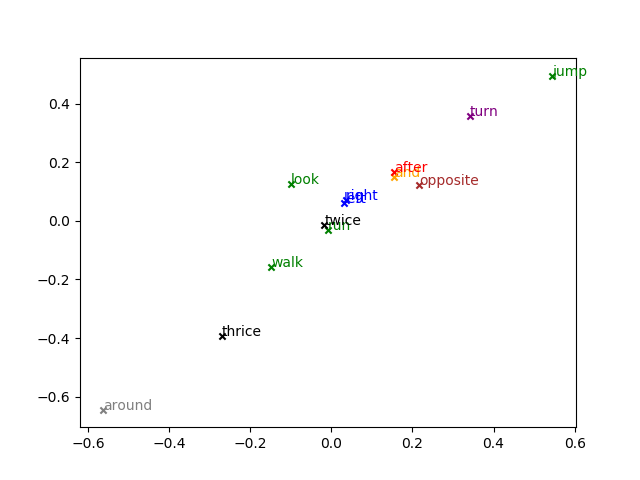 jump
turn
after
and
opposite
look
right
left
twice
run
walk
thrice
around
0.4
0.2
0.0
−0.2
−0.4
−0.6
−0.6 −0.4 −0.2 0.0 0.2 0.4 0.6